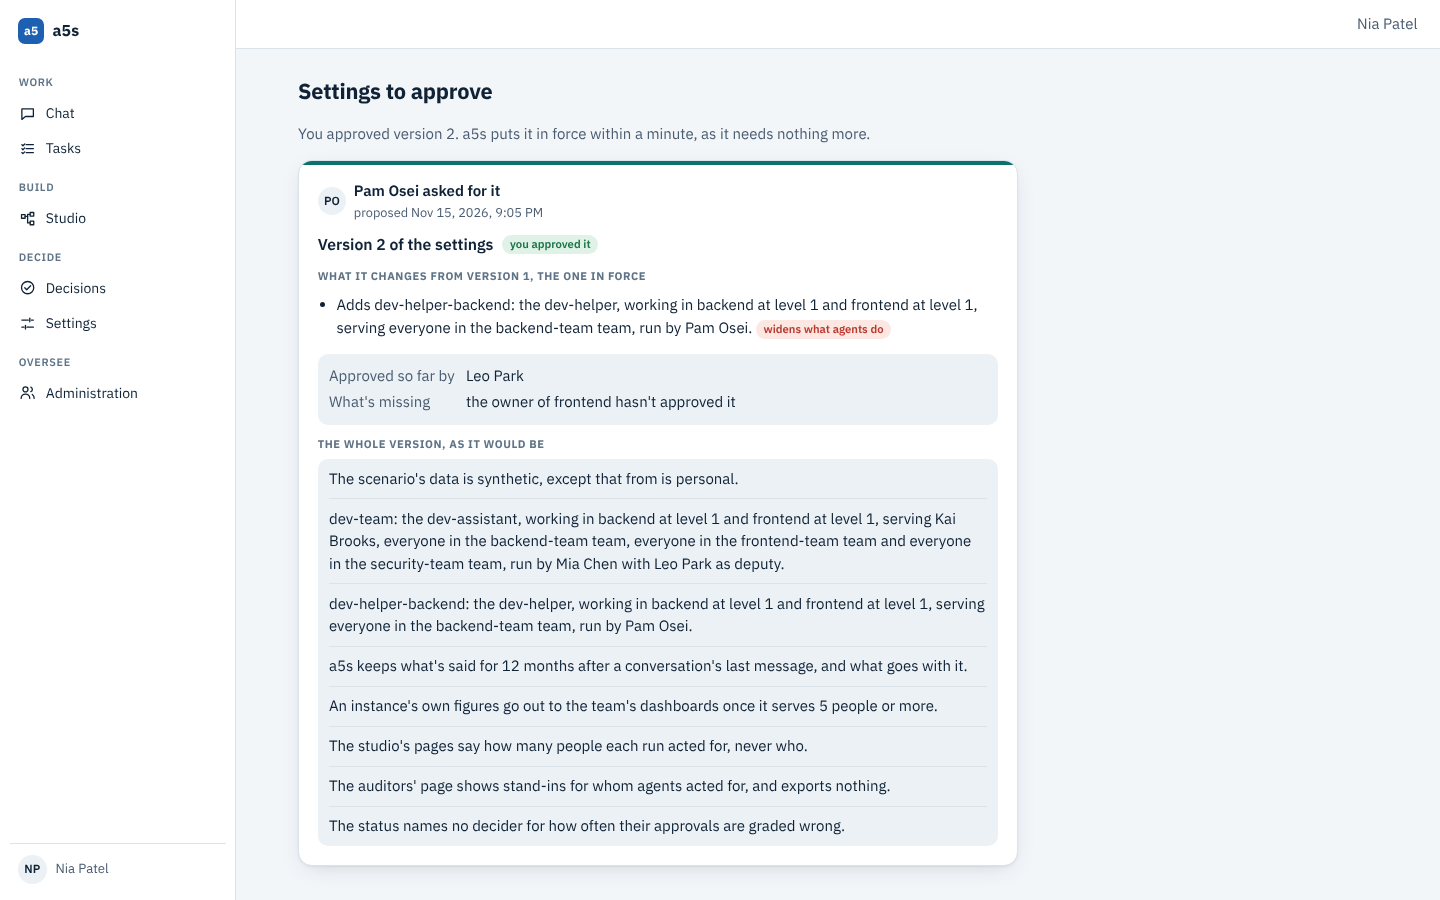 a5 a5s
Nia Patel
WORK
Chat
Tasks
BUILD
Studio
DECIDE
Decisions
Settings
OVERSEE
Administration
NP Nia Patel
Settings to approve
You approved version 2. a5s puts it in force within a minute, as it needs nothing more.
PO Pam Osei asked for it
proposed Nov 15, 2026, 9:05 PM
Version 2 of the settings you approved it
WHAT IT CHANGES FROM VERSION 1, THE ONE IN FORCE
• Adds dev-helper-backend: the dev-helper, working in backend at level 1 and frontend at level 1,
serving everyone in the backend-team team, run by Pam Osei. widens what agents do
Approved so far by Leo Park
What's missing the owner of frontend hasn't approved it
THE WHOLE VERSION, AS IT WOULD BE
The scenario's data is synthetic, except that from is personal.
dev-team: the dev-assistant, working in backend at level 1 and frontend at level 1, serving Kai
Brooks, everyone in the backend-team team, everyone in the frontend-team team and everyone
in the security-team team, run by Mia Chen with Leo Park as deputy.
dev-helper-backend: the dev-helper, working in backend at level 1 and frontend at level 1, serving
everyone in the backend-team team, run by Pam Osei.
a5s keeps what's said for 12 months after a conversation's last message, and what goes with it.
An instance's own figures go out to the team's dashboards once it serves 5 people or more.
The studio's pages say how many people each run acted for, never who.
The auditors' page shows stand-ins for whom agents acted for, and exports nothing.
The status names no decider for how often their approvals are graded wrong.